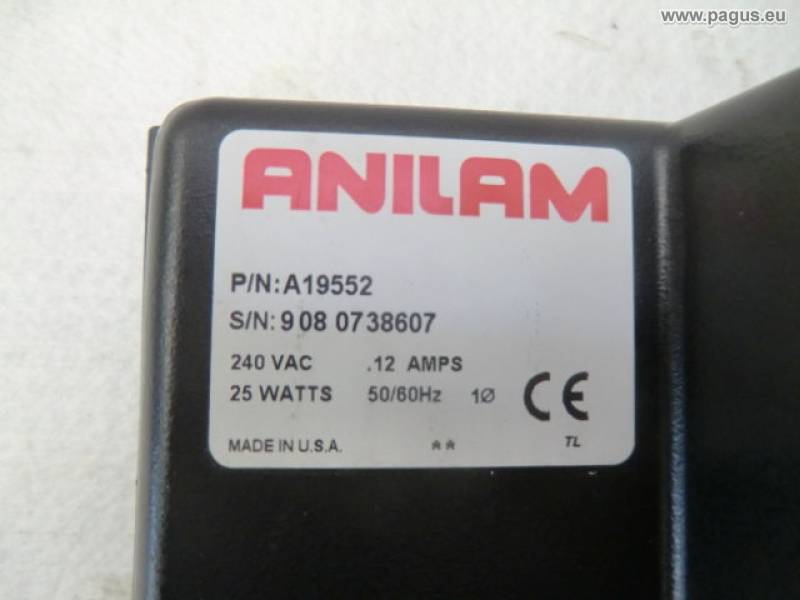 www.pagus.eu
ANILAM
P/N: A19552
S/N: 9 08 0738607
240 VAC .12 AMPS
25 WATTS 50/60Hz 1Ø CE
MADE IN U.S.A. ** TL